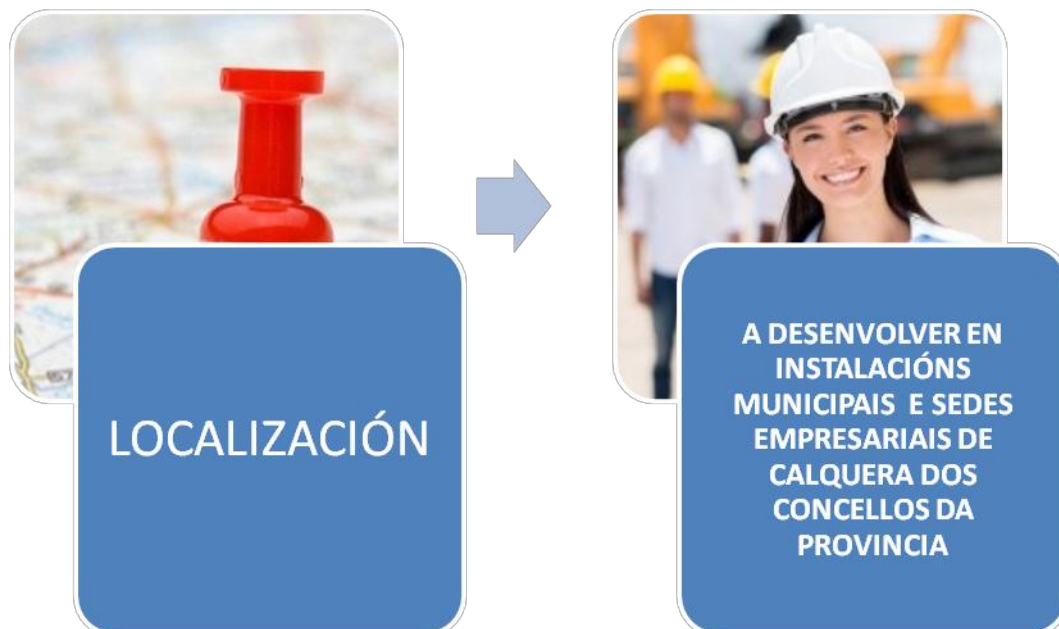 LOCALIZACIÓN
A DESENVOLVER EN
INSTALACIÓNS
MUNICIPAIS E SEDES
EMPRESARIAIS DE
CALQUERA DOS
CONCELLOS DA
PROVINCIA